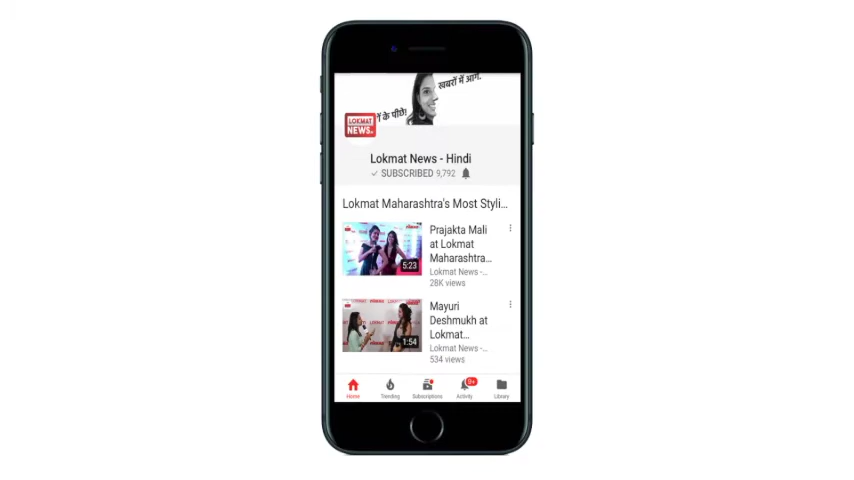 खबरों में आगे.
के पीछे!
LOKMAT
NEWS.
Lokmat News - Hindi
SUBSCRIBED 9,792
Lokmat Maharashtra's Most Styli...
Prajakta Mali
at Lokmat
Maharashtra...
Lokmat News -...
28K views
5:23
Mayuri
Deshmukh at
Lokmat...
Lokmat News -...
534 views
1:54
Home
Trending
Subscriptions
Activity
9+
Library